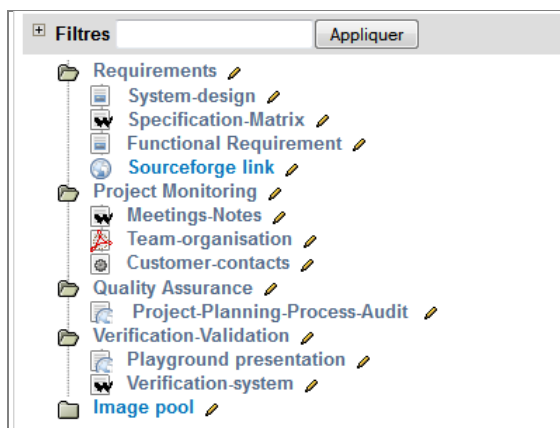 Filtres Appliquer
Requirements
System-design
Specification-Matrix
Functional Requirement
Sourceforge link
Project Monitoring
Meetings-Notes
Team-organisation
Customer-contacts
Quality Assurance
Project-Planning-Process-Audit
Verification-Validation
Playground presentation
Verification-system
Image pool